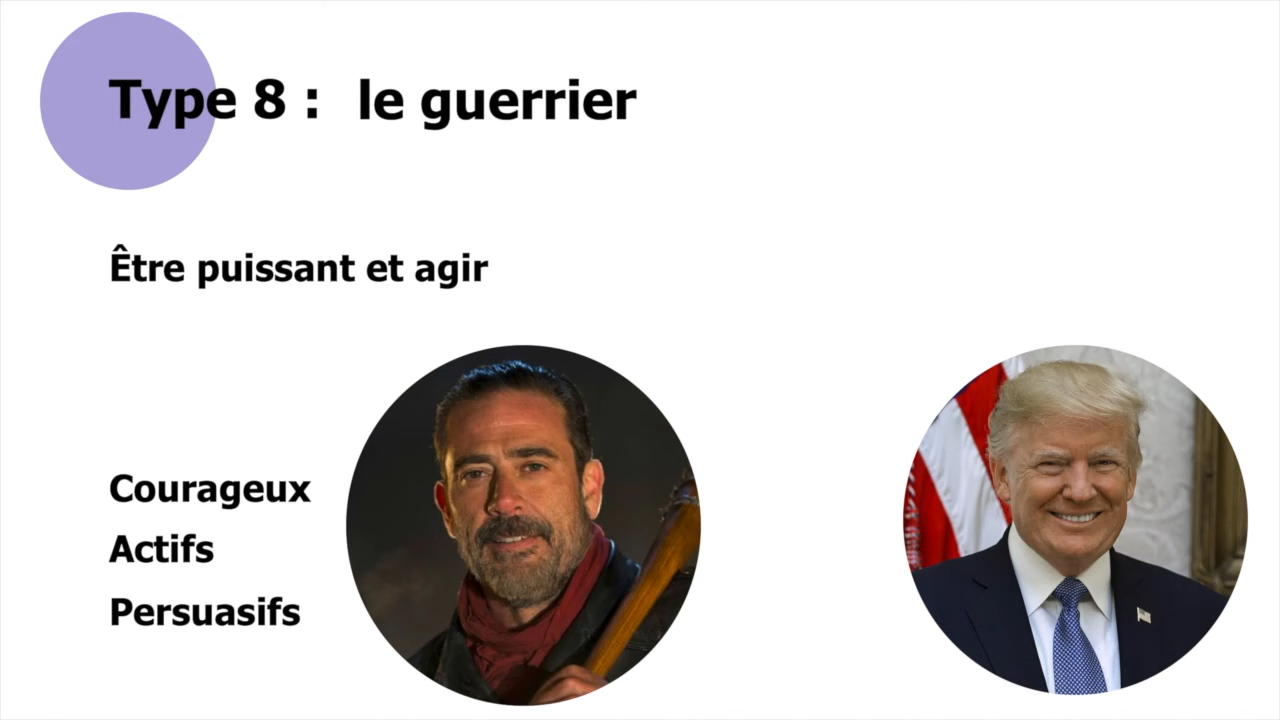 Type 8 : le guerrier
Être puissant et agir
Courageux
Actifs
Persuasifs